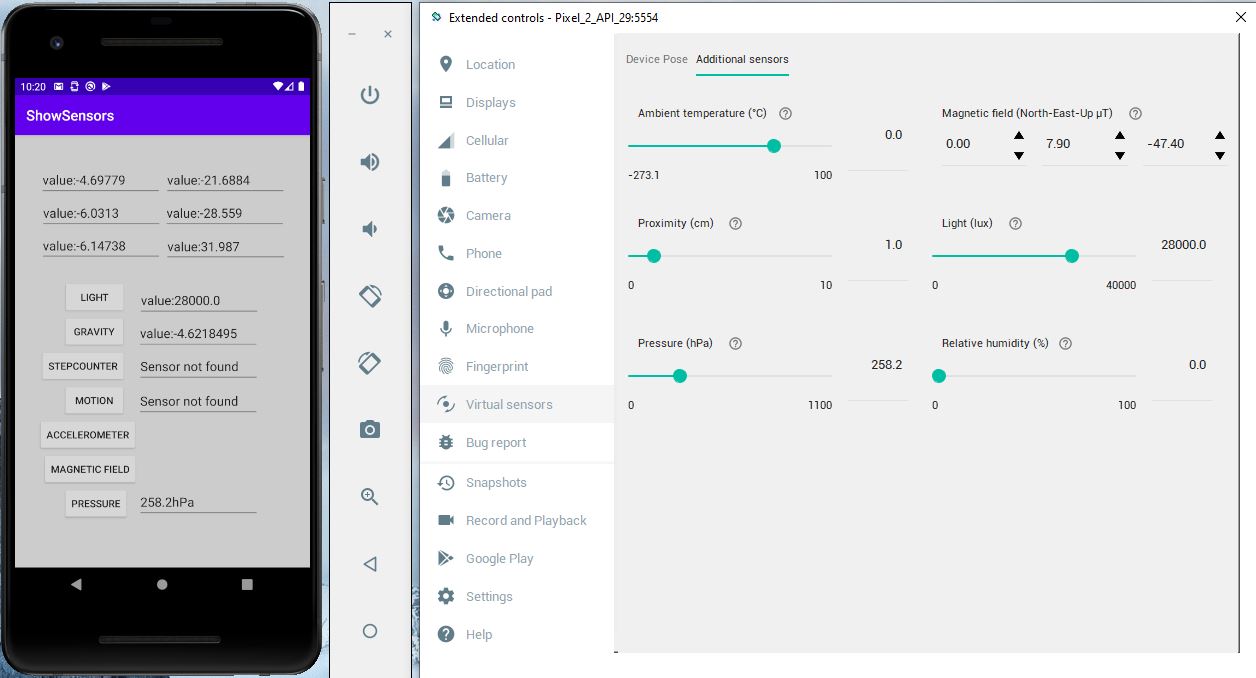 10:20
ShowSensors
value:-4.69779 value:-21.6884
value:-6.0313 value:-28.559
value:-6.14738 value:31.987
LIGHT value:28000.0
GRAVITY value:-4.6218495
STEPCOUNTER Sensor not found
MOTION Sensor not found
ACCELEROMETER
MAGNETIC FIELD
PRESSURE 258.2hPa
Extended controls - Pixel_2_API_29:5554
Location
Displays
Cellular
Battery
Camera
Phone
Directional pad
Microphone
Fingerprint
Virtual sensors
Bug report
Snapshots
Record and Playback
Google Play
Settings
Help
Device Pose Additional sensors
Ambient temperature (°C)
0.0
-273.1 100
Magnetic field (North-East-Up µT)
0.00 7.90 -47.40
Proximity (cm)
1.0
0 10
Light (lux)
28000.0
0 40000
Pressure (hPa)
258.2
0 1100
Relative humidity (%)
0.0
0 100